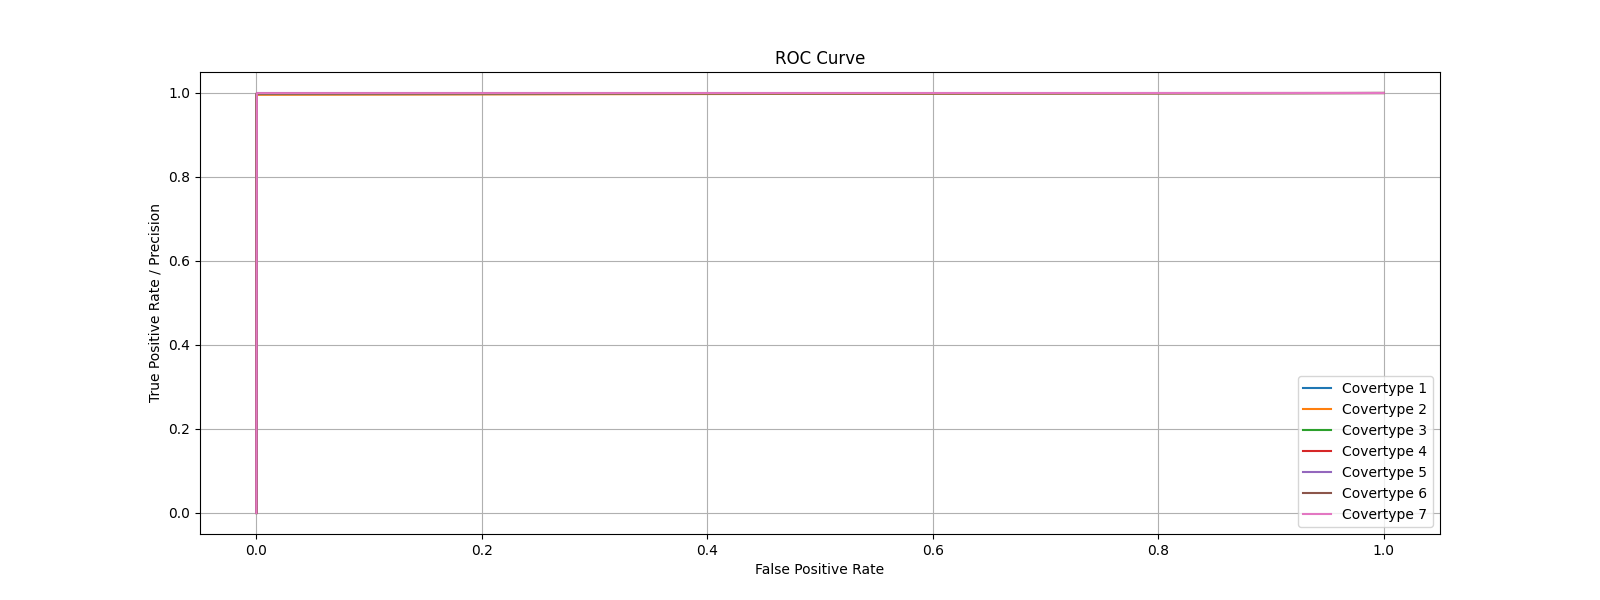 ROC Curve
True Positive Rate / Precision
1.0
0.8
0.6
0.4
0.2
0.0
Covertype 1
Covertype 2
Covertype 3
Covertype 4
Covertype 5
Covertype 6
Covertype 7
0.0 0.2 0.4 0.6 0.8 1.0
False Positive Rate